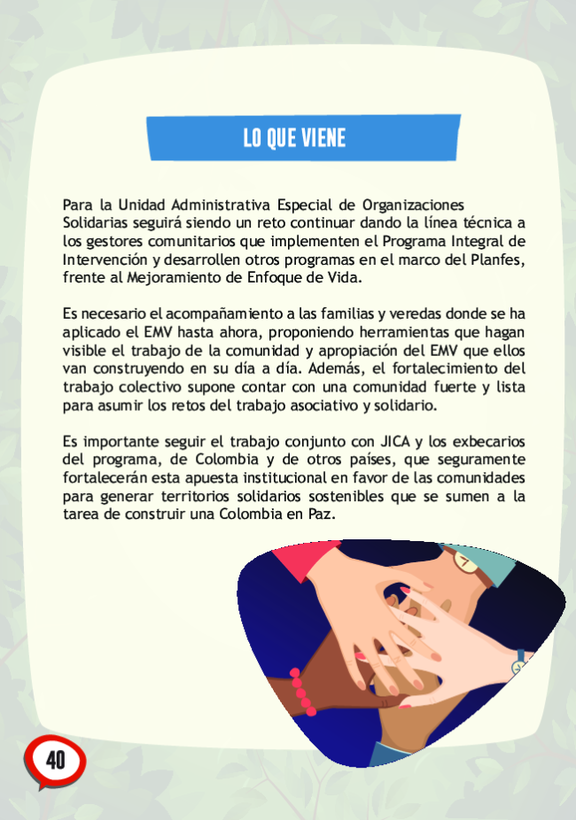 LO QUE VIENE
Para la Unidad Administrativa Especial de Organizaciones
Solidarias seguirá siendo un reto continuar dando la línea técnica a
los gestores comunitarios que implementen el Programa Integral de
Intervención y desarrollen otros programas en el marco del Planfes,
frente al Mejoramiento de Enfoque de Vida.
Es necesario el acompañamiento a las familias y veredas donde se ha
aplicado el EMV hasta ahora, proponiendo herramientas que hagan
visible el trabajo de la comunidad y apropiación del EMV que ellos
van construyendo en su día a día. Además, el fortalecimiento del
trabajo colectivo supone contar con una comunidad fuerte y lista
para asumir los retos del trabajo asociativo y solidario.
Es importante seguir el trabajo conjunto con JICA y los exbecarios
del programa, de Colombia y de otros países, que seguramente
fortalecerán esta apuesta institucional en favor de las comunidades
para generar territorios solidarios sostenibles que se sumen a la
tarea de construir una Colombia en Paz.
40